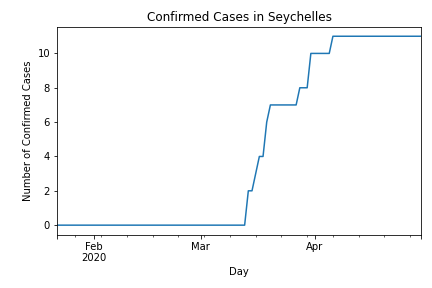 Confirmed Cases in Seychelles
Number of Confirmed Cases
10
8
6
4
2
0
Feb
2020
Mar
Apr
Day